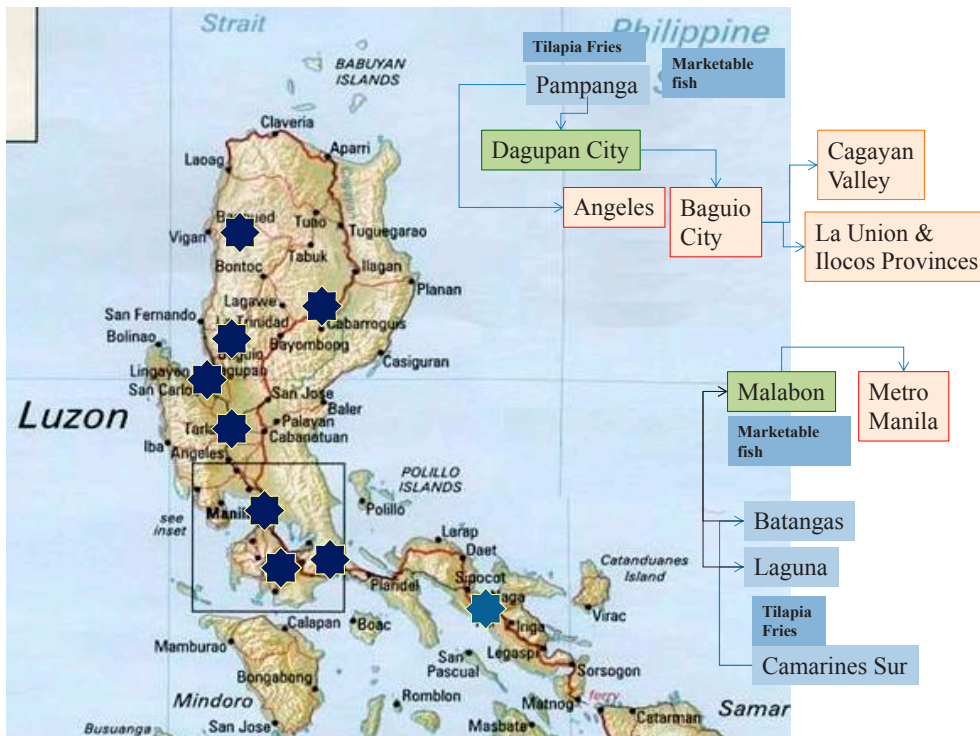 Strait
Philippine
BABUYAN
ISLANDS
Claveria
Aparri
Laoag
Vigan
Tuao
Tuguegarao
Tabuk
Bontoc
Ilagan
Planan
Lagawe
San Fernando
Trinidad
Cabarroguis
Bolinao
Bayombong
Casiguran
Lingayen
San Carlo
San Jose
Baler
Luzon
Palayan
Cabanatuan
Iba
Angeles
POLILLO
ISLANDS
Polillo
see
inset
Larap
Daet
Catanduanes
Island
Sipocot
Virac
Iriga
Boac
Calapan
Legaspi
Mamburao
San
Pascual
Sorsogon
Bongabong
Matnog
ferry
Mindoro
Romblon
Samar
Catarman
San Jose
Masbate
Busuanga
Tilapia Fries
Pampanga
Marketable
fish
Dagupan City
Angeles
Baguio
City
Cagayan
Valley
La Union &
Ilocos Provinces
Malabon
Metro
Manila
Marketable
fish
Batangas
Laguna
Tilapia
Fries
Camarines Sur